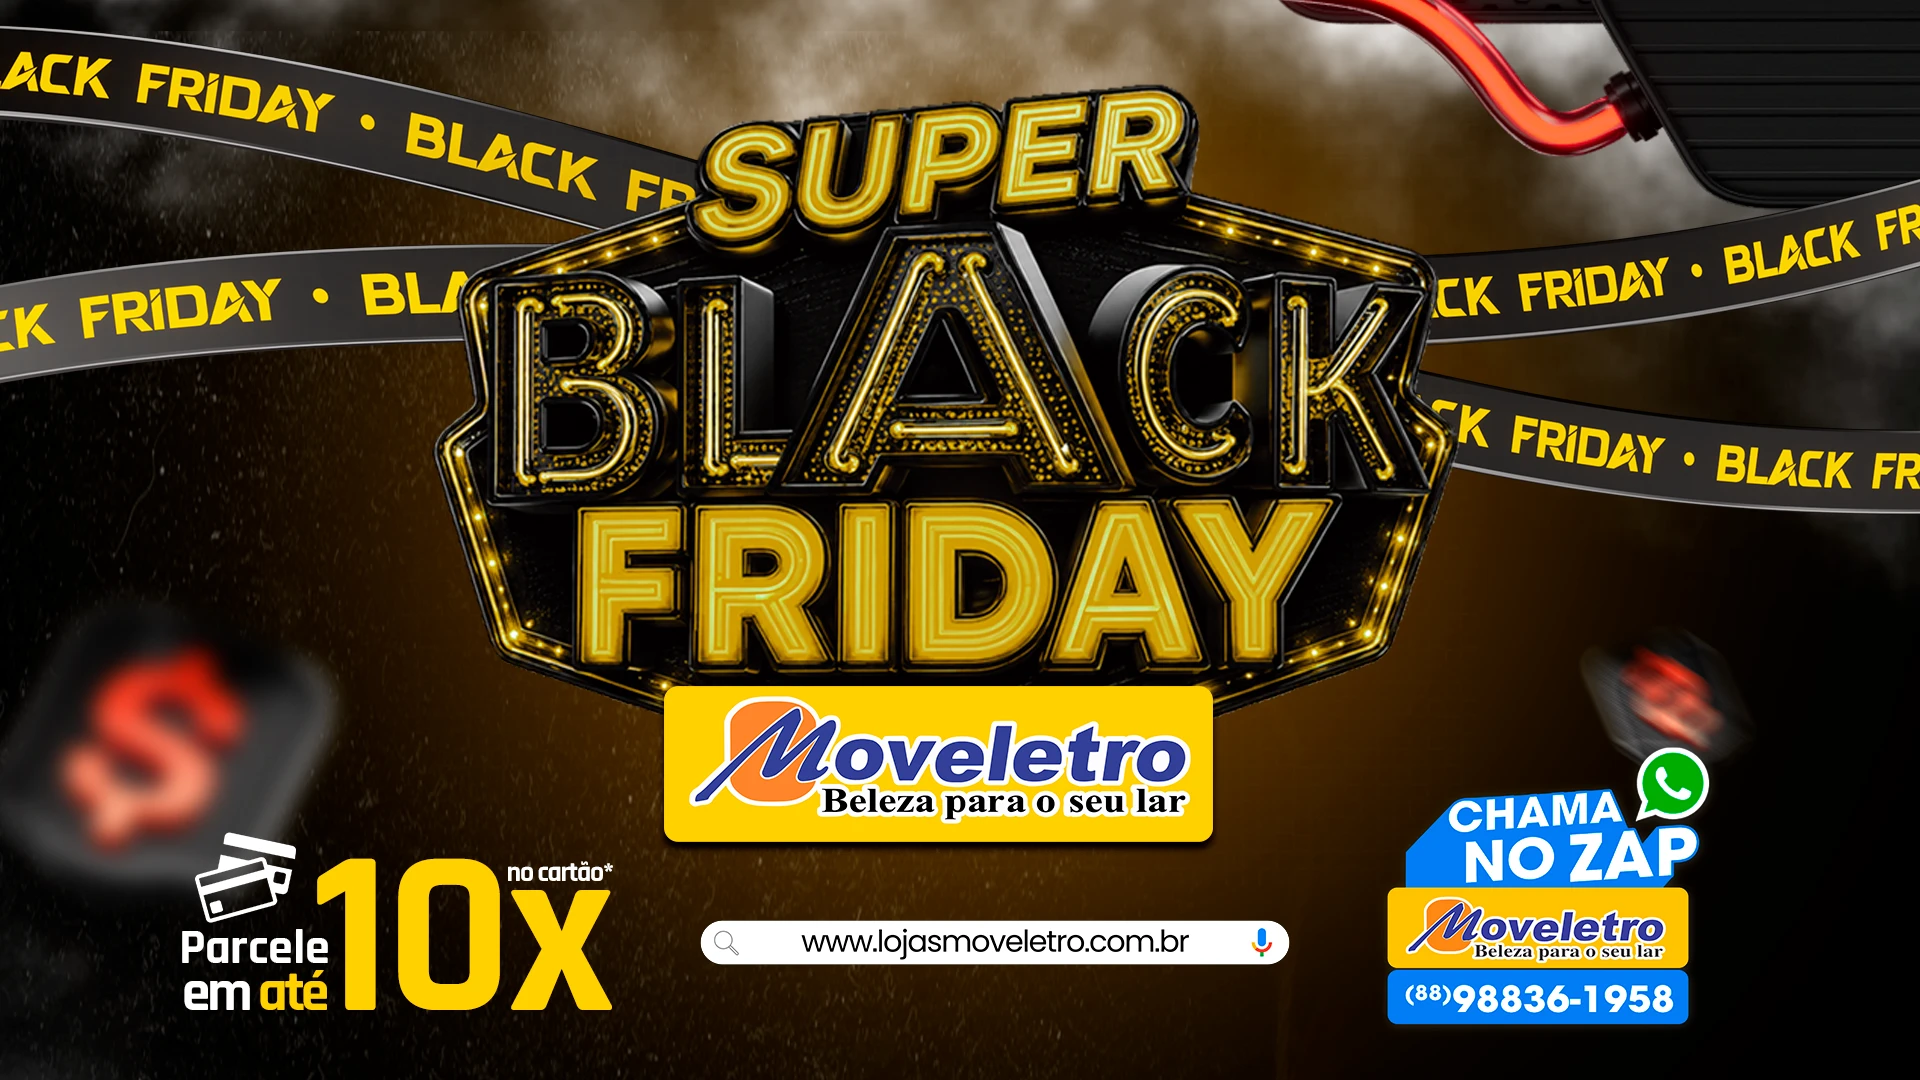 ACK FRIDAY • BLACK FR
CK FRIDAY • BLA
CK FRIDAY • BLACK FR
CK FRIDAY • BLACK FR
SUPER
BLACK
FRIDAY
Moveletro
Beleza para o seu lar
Parcele
em até
10x
no cartão*
www.lojasmoveletro.com.br
CHAMA
NO ZAP
Moveletro
Beleza para o seu lar
(88)98836-1958